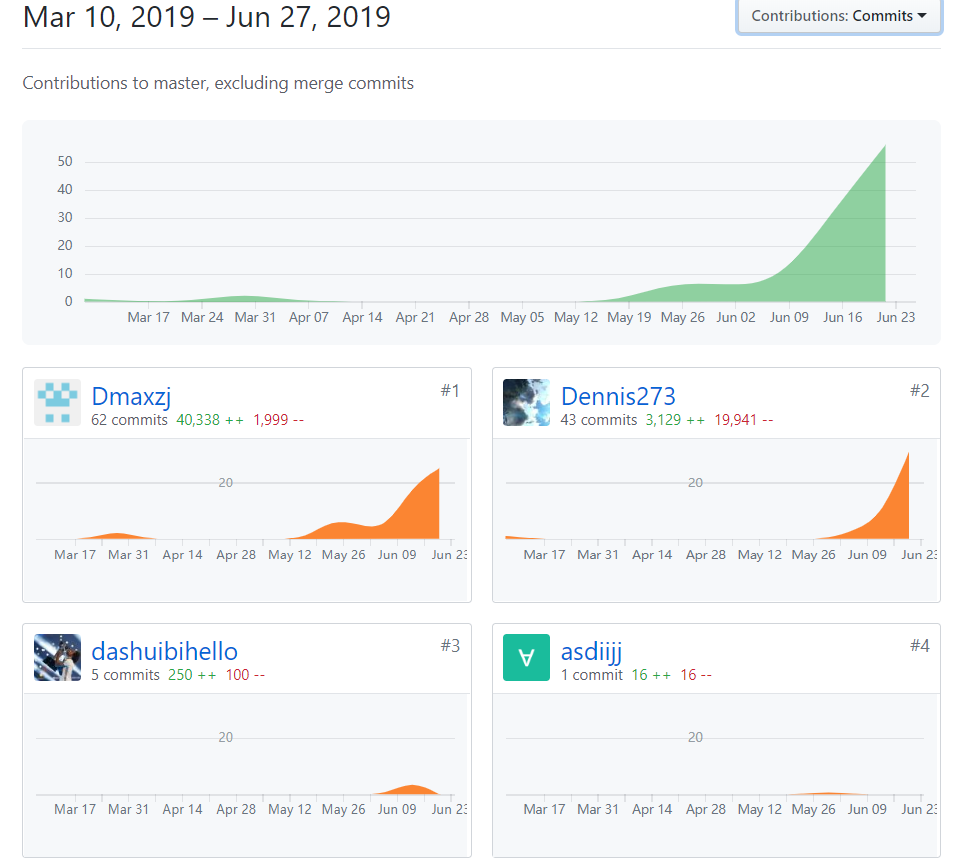 Mar 10, 2019 – Jun 27, 2019
Contributions: Commits
Contributions to master, excluding merge commits
50
40
30
20
10
0
Mar 17 Mar 24 Mar 31 Apr 07 Apr 14 Apr 21 Apr 28 May 05 May 12 May 19 May 26 Jun 02 Jun 09 Jun 16 Jun 23
Dmaxzj
#1
62 commits 40,338 ++ 1,999 --
20
Mar 17 Mar 31 Apr 14 Apr 28 May 12 May 26 Jun 09 Jun 23
Dennis273
#2
43 commits 3,129 ++ 19,941 --
20
Mar 17 Mar 31 Apr 14 Apr 28 May 12 May 26 Jun 09 Jun 23
dashuibihello
#3
5 commits 250 ++ 100 --
20
Mar 17 Mar 31 Apr 14 Apr 28 May 12 May 26 Jun 09 Jun 23
∀
asdiijj
#4
1 commit 16 ++ 16 --
20
Mar 17 Mar 31 Apr 14 Apr 28 May 12 May 26 Jun 09 Jun 23